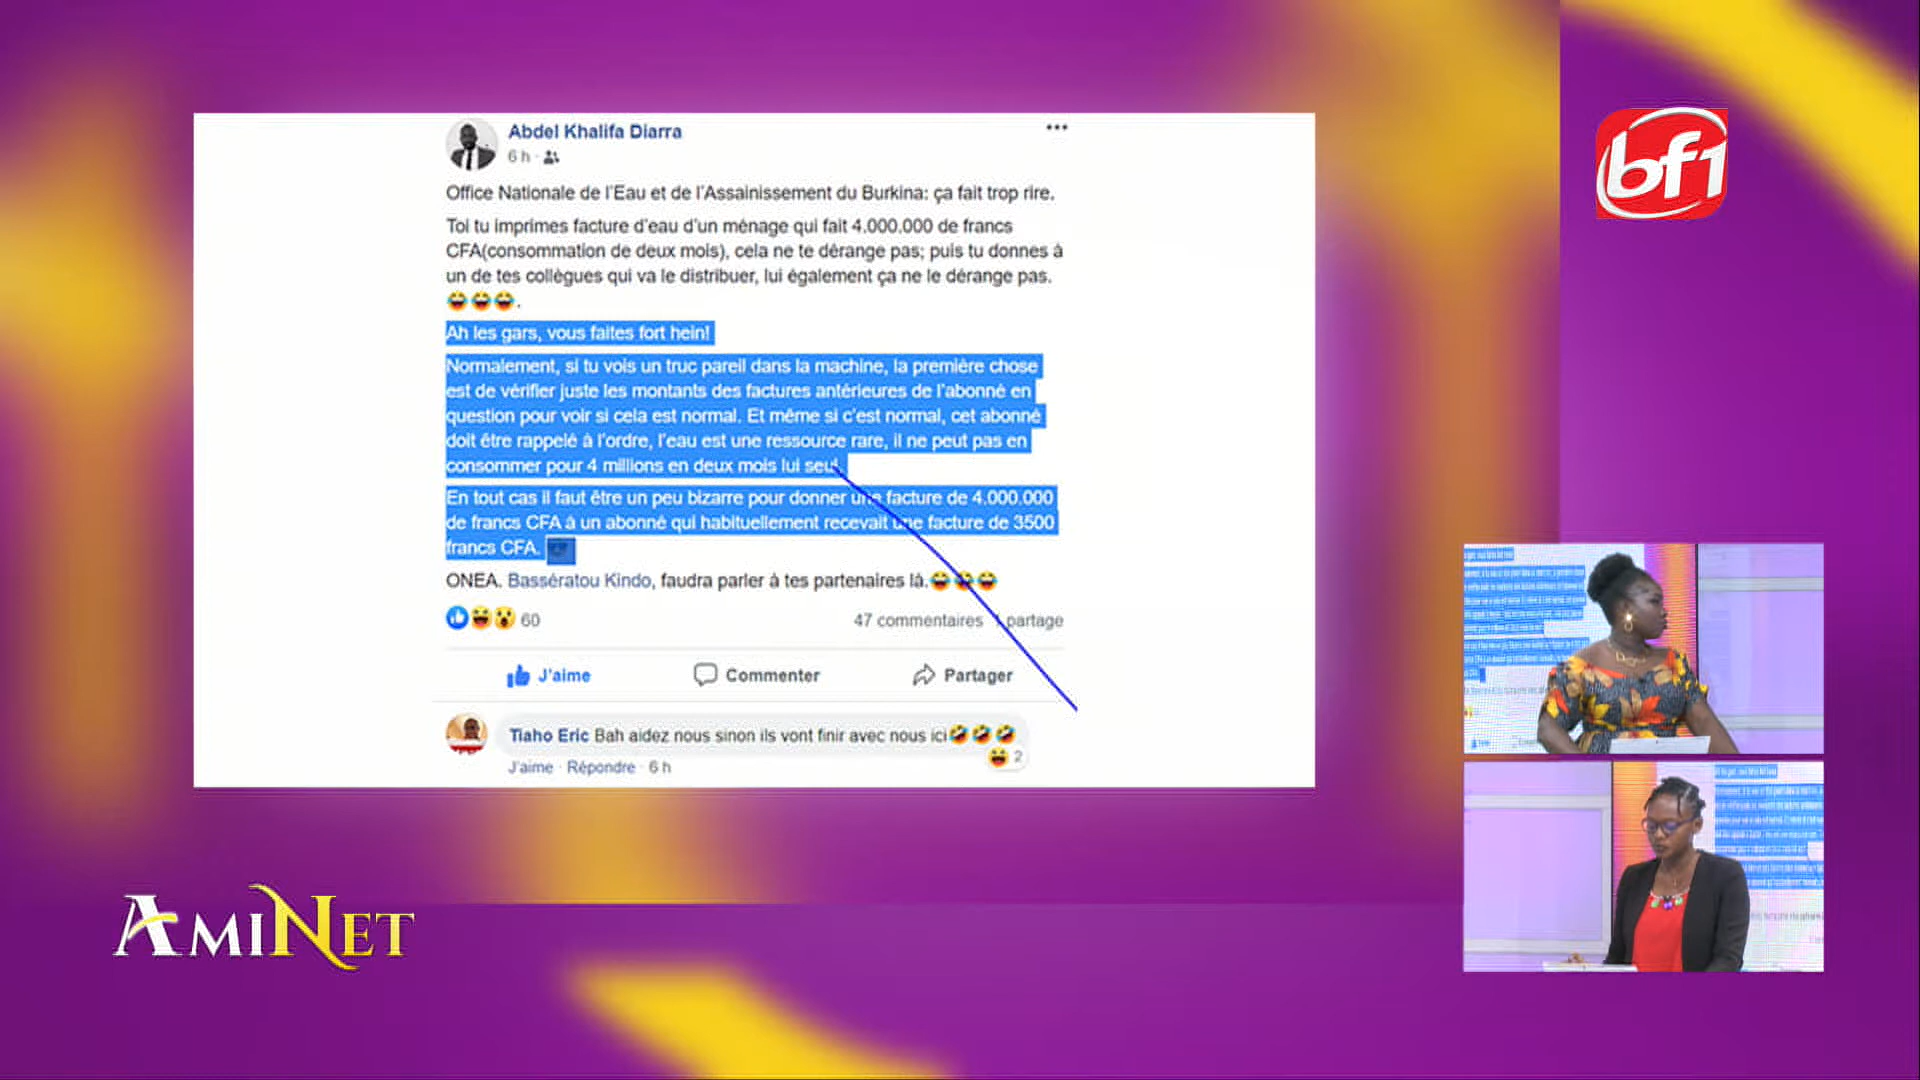 Abdel Khalifa Diarra
6 h
Office Nationale de l'Eau et de l'Assainissement du Burkina: ça fait trop rire.
Toi tu imprimes facture d'eau d'un ménage qui fait 4.000.000 de francs
CFA(consommation de deux mois), cela ne te dérange pas; puis tu donnes à
un de tes collègues qui va le distribuer, lui également ça ne le dérange pas.
😂😂😂.
Ah les gars, vous faites fort hein!
Normalement, si tu vois un truc pareil dans la machine, la première chose
est de vérifier juste les montants des factures antérieures de l'abonné en
question pour voir si cela est normal. Et même si c'est normal, cet abonné
doit être rappelé à l'ordre, l'eau est une ressource rare, il ne peut pas en
consommer pour 4 millions en deux mois lui seul.
En tout cas il faut être un peu bizarre pour donner une facture de 4.000.000
de francs CFA à un abonné qui habituellement recevait une facture de 3500
francs CFA.
ONEA. Bassératou Kindo, faudra parler à tes partenaires là.😂😂😂
60
47 commentaires 1 partage
J'aime Commenter Partager
Tiaho Eric Bah aidez nous sinon ils vont finir avec nous ici🤣🤣🤣
2
J'aime · Répondre · 6 h
bf1
AMINET